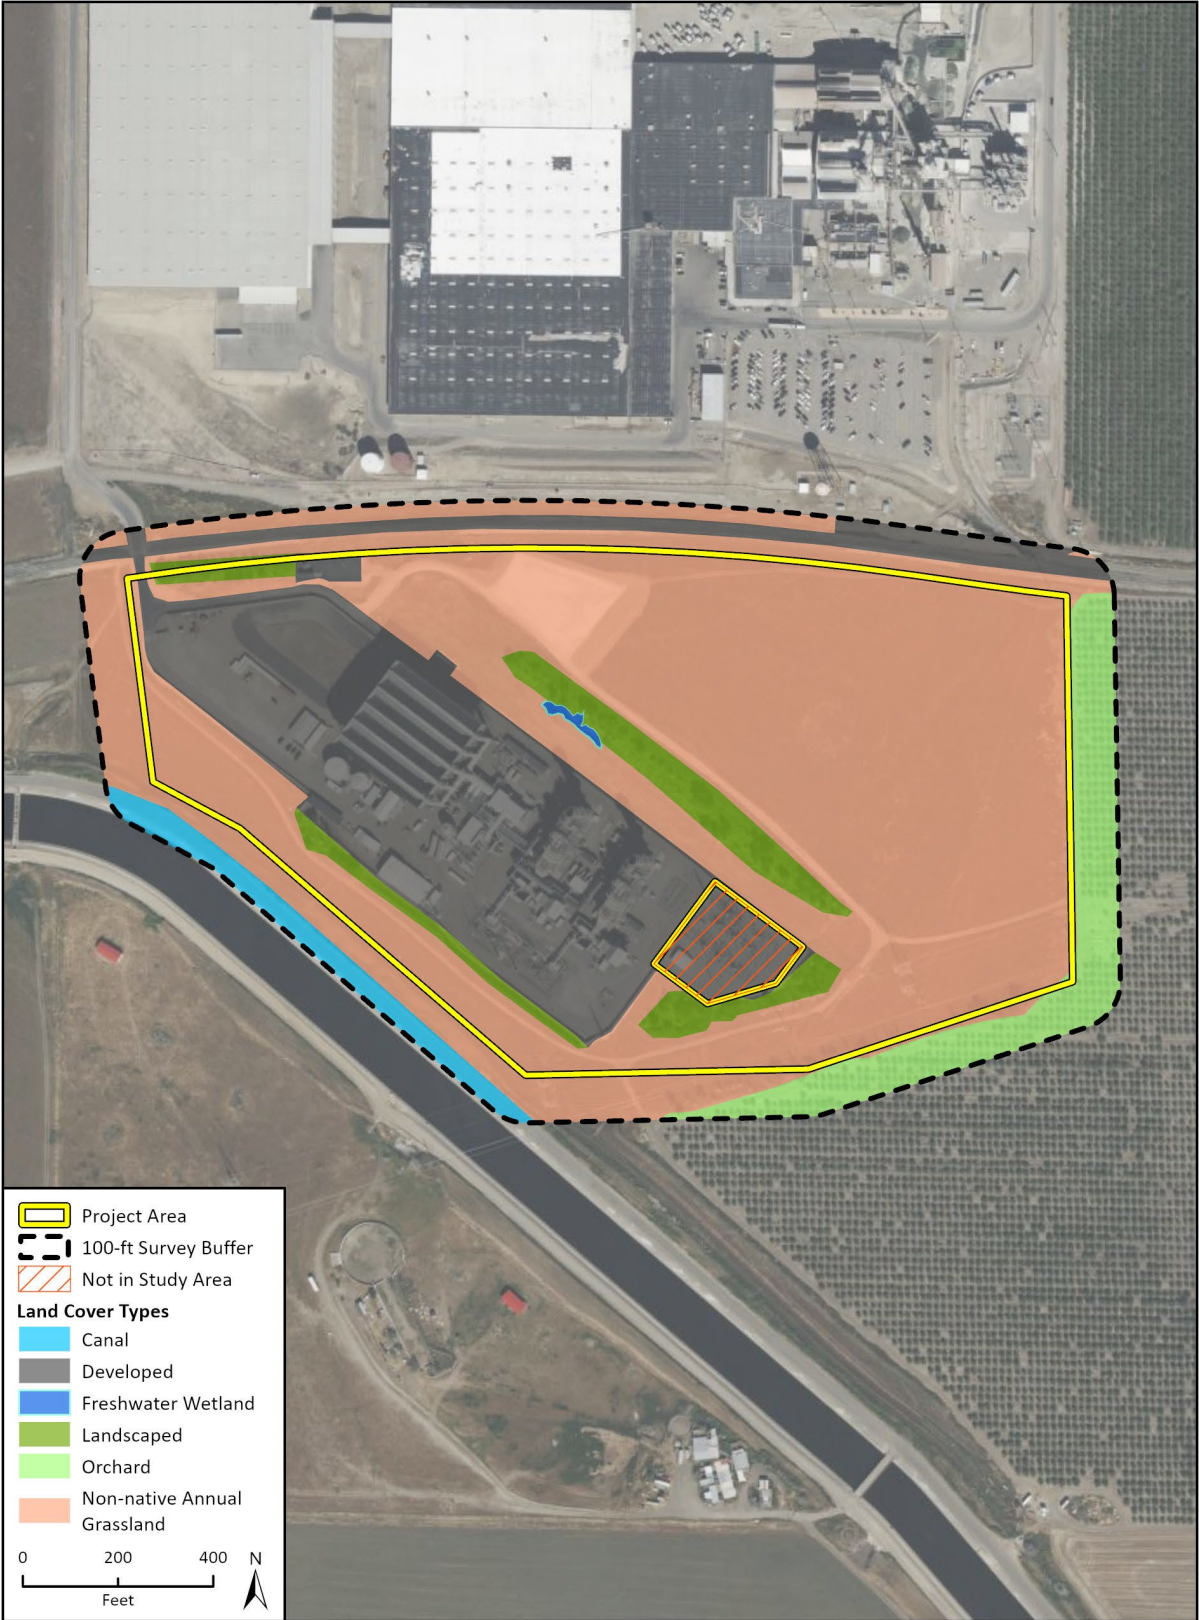 Project Area
100-ft Survey Buffer
Not in Study Area
Land Cover Types
Canal
Developed
Freshwater Wetland
Landscaped
Orchard
Non-native Annual
Grassland
0 200 400 N
Feet